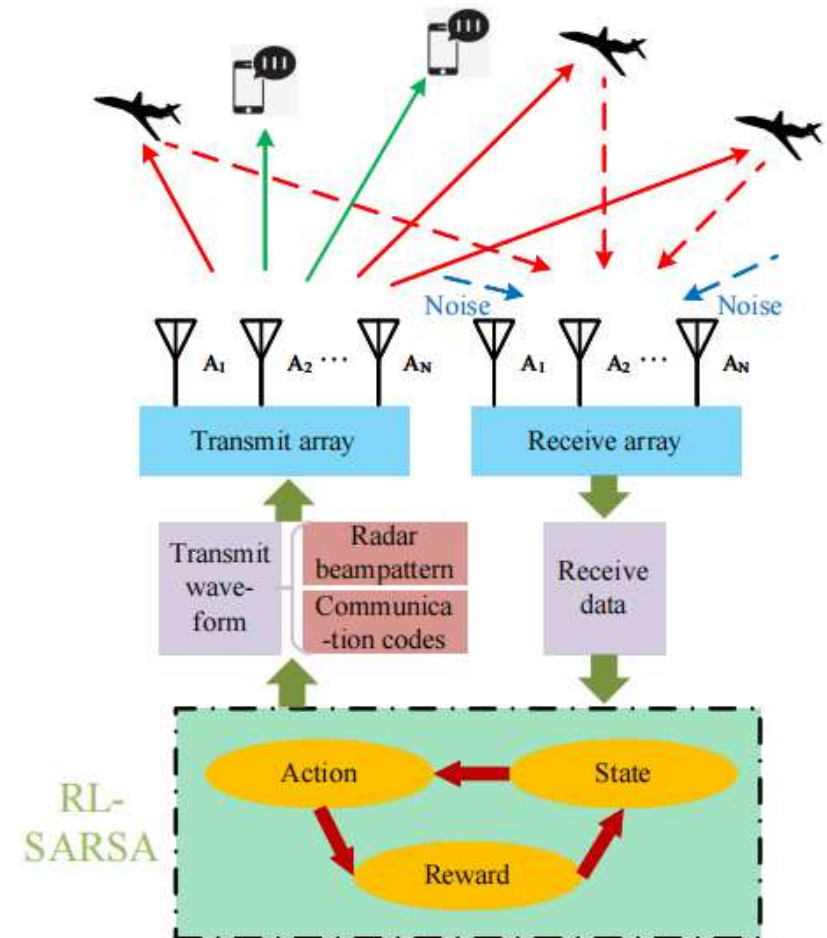 Noise
Noise
A1
A2 ...
AN
A1
A2 ...
AN
Transmit array
Receive array
Transmit
wave-
form
Radar
beampattern
Communica
-tion codes
Receive
data
RL-
SARSA
Action
State
Reward